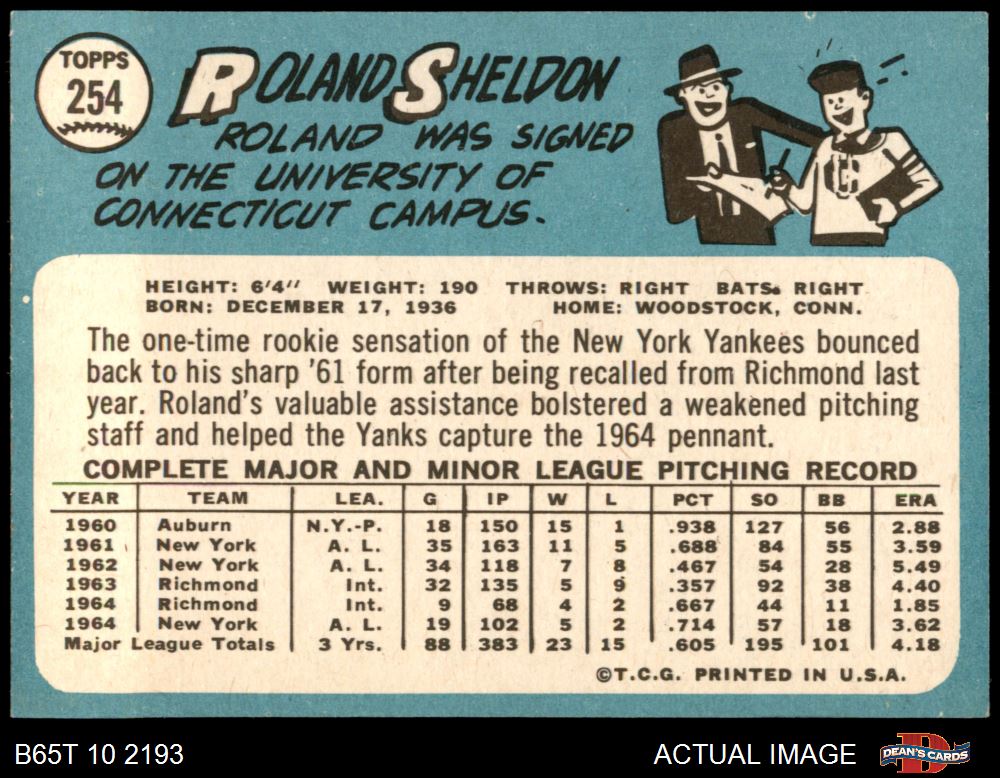 TOPPS
254
ROLAND SHELDON
ROLAND WAS SIGNED
ON THE UNIVERSITY OF
CONNECTICUT CAMPUS.
C
HEIGHT: 6'4" WEIGHT: 190 THROWS: RIGHT BATS: RIGHT
BORN: DECEMBER 17, 1936 HOME: WOODSTOCK, CONN.
The one-time rookie sensation of the New York Yankees bounced
back to his sharp '61 form after being recalled from Richmond last
year. Roland's valuable assistance bolstered a weakened pitching
staff and helped the Yanks capture the 1964 pennant.
COMPLETE MAJOR AND MINOR LEAGUE PITCHING RECORD
YEAR TEAM LEA. G IP W L PCT SO BB ERA
1960 Auburn N.Y.-P. 18 150 15 1 .938 127 56 2.88
1961 New York A. L. 35 163 11 5 .688 84 55 3.59
1962 New York A. L. 34 118 7 8 .467 54 28 5.49
1963 Richmond Int. 32 135 5 9 .357 92 38 4.40
1964 Richmond Int. 9 68 4 2 .667 44 11 1.85
1964 New York A. L. 19 102 5 2 .714 57 18 3.62
Major League Totals 3 Yrs. 88 383 23 15 .605 195 101 4.18
©T.C.G. PRINTED IN U.S.A.
B65T 10 2193 ACTUAL IMAGE DEAN'S CARDS